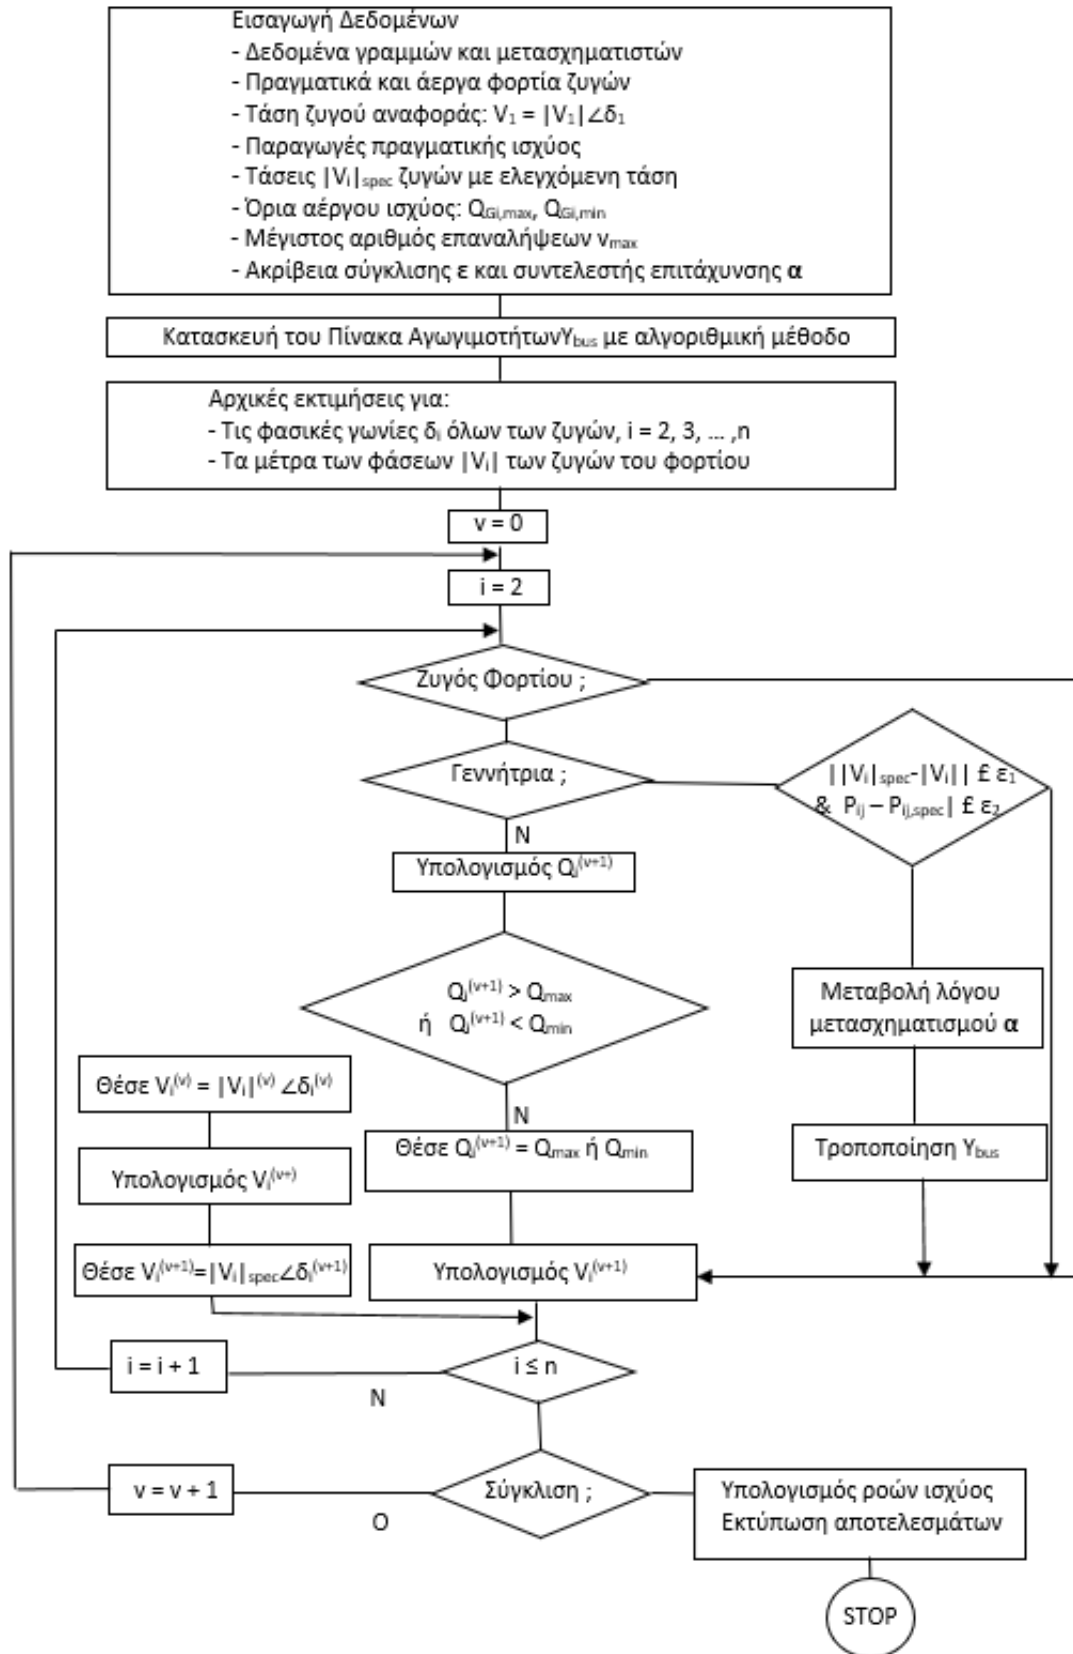 Εισαγωγή Δεδομένων
- Δεδομένα γραμμών και μετασχηματιστών
- Πραγματικά και άεργα φορτία ζυγών
- Τάση ζυγού αναφοράς: V₁ = |V₁|∠δ₁
- Παραγωγές πραγματικής ισχύος
- Τάσεις |Vᵢ|spec ζυγών με ελεγχόμενη τάση
- Όρια αέργου ισχύος: QGi,max, QGi,min
- Μέγιστος αριθμός επαναλήψεων νmax
- Ακρίβεια σύγκλισης ε και συντελεστής επιτάχυνσης α
Κατασκευή του Πίνακα ΑγωγιμοτήτωνYbus με αλγοριθμική μέθοδο
Αρχικές εκτιμήσεις για:
- Τις φασικές γωνίες δᵢ όλων των ζυγών, i = 2, 3, ... ,n
- Τα μέτρα των φάσεων |Vᵢ| των ζυγών του φορτίου
ν = 0
i = 2
Ζυγός Φορτίου ;
Γεννήτρια ;
||Vᵢ|spec-|Vᵢ|| £ ε₁
& Pij – Pij,spec| £ ε₂
N
Υπολογισμός Qᵢ⁽ᵛ⁺¹⁾
Qᵢ⁽ᵛ⁺¹⁾ > Qmax
ή Qᵢ⁽ᵛ⁺¹⁾ < Qmin
Μεταβολή λόγου
μετασχηματισμού α
Θέσε Vᵢ⁽ᵛ⁾ = |Vᵢ|⁽ᵛ⁾ ∠δᵢ⁽ᵛ⁾
N
Θέσε Qᵢ⁽ᵛ⁺¹⁾ = Qmax ή Qmin
Τροποποίηση Ybus
Υπολογισμός Vᵢ⁽ᵛ⁺⁾
Θέσε Vᵢ⁽ᵛ⁺¹⁾=|Vᵢ|spec∠δᵢ⁽ᵛ⁺¹⁾
Υπολογισμός Vᵢ⁽ᵛ⁺¹⁾
i = i + 1
i ≤ n
N
ν = ν + 1
Σύγκλιση ;
Υπολογισμός ροών ισχύος
Εκτύπωση αποτελεσμάτων
Ο
STOP